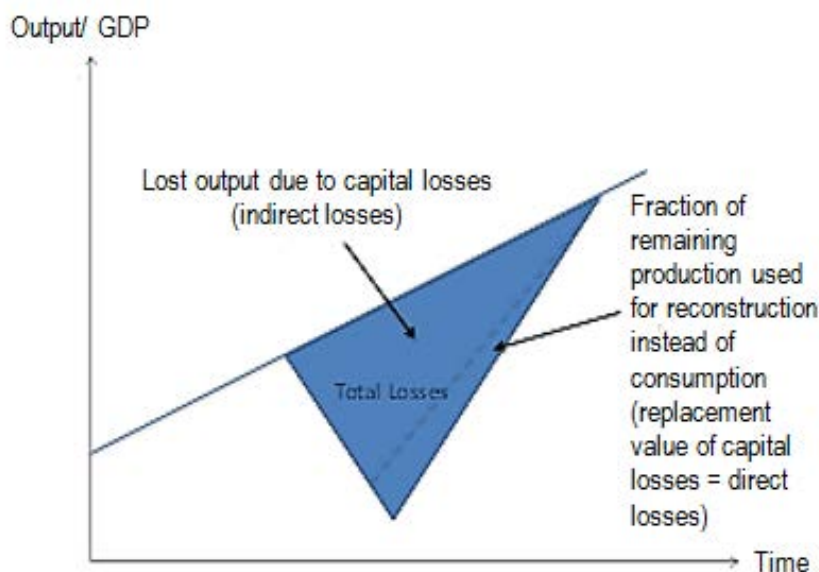 Output/ GDP
Lost output due to capital losses
(indirect losses)
Fraction of
remaining
production used
for reconstruction
instead of
consumption
(replacement
value of capital
losses = direct
losses)
Total Losses
Time